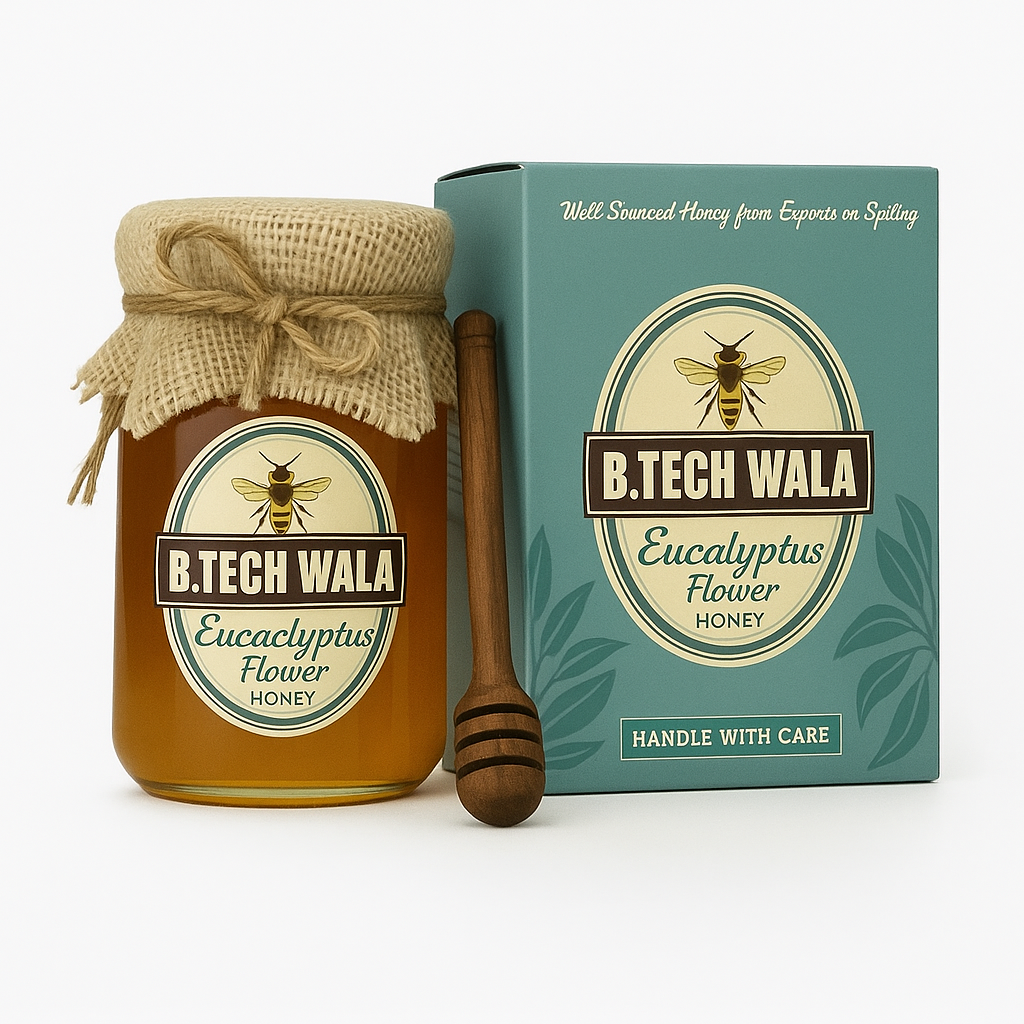 B.TECH WALA
Eucaclyptus
Flower
HONEY
Well Sounced Honcy from Exports on Spiling
B.TECH WALA
Eucalyptus
Flower
HONEY
HANDLE WITH CARE